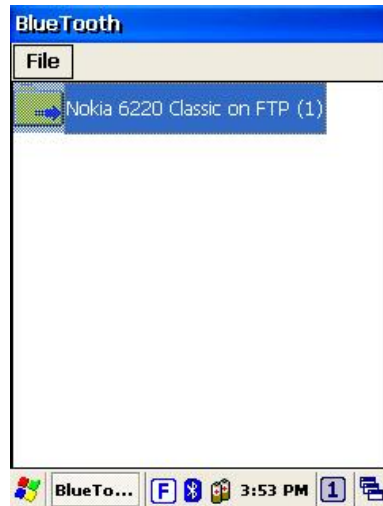 BlueTooth
File
Nokia 6220 Classic on FTP (1)
BlueTo... F 3:53 PM 1